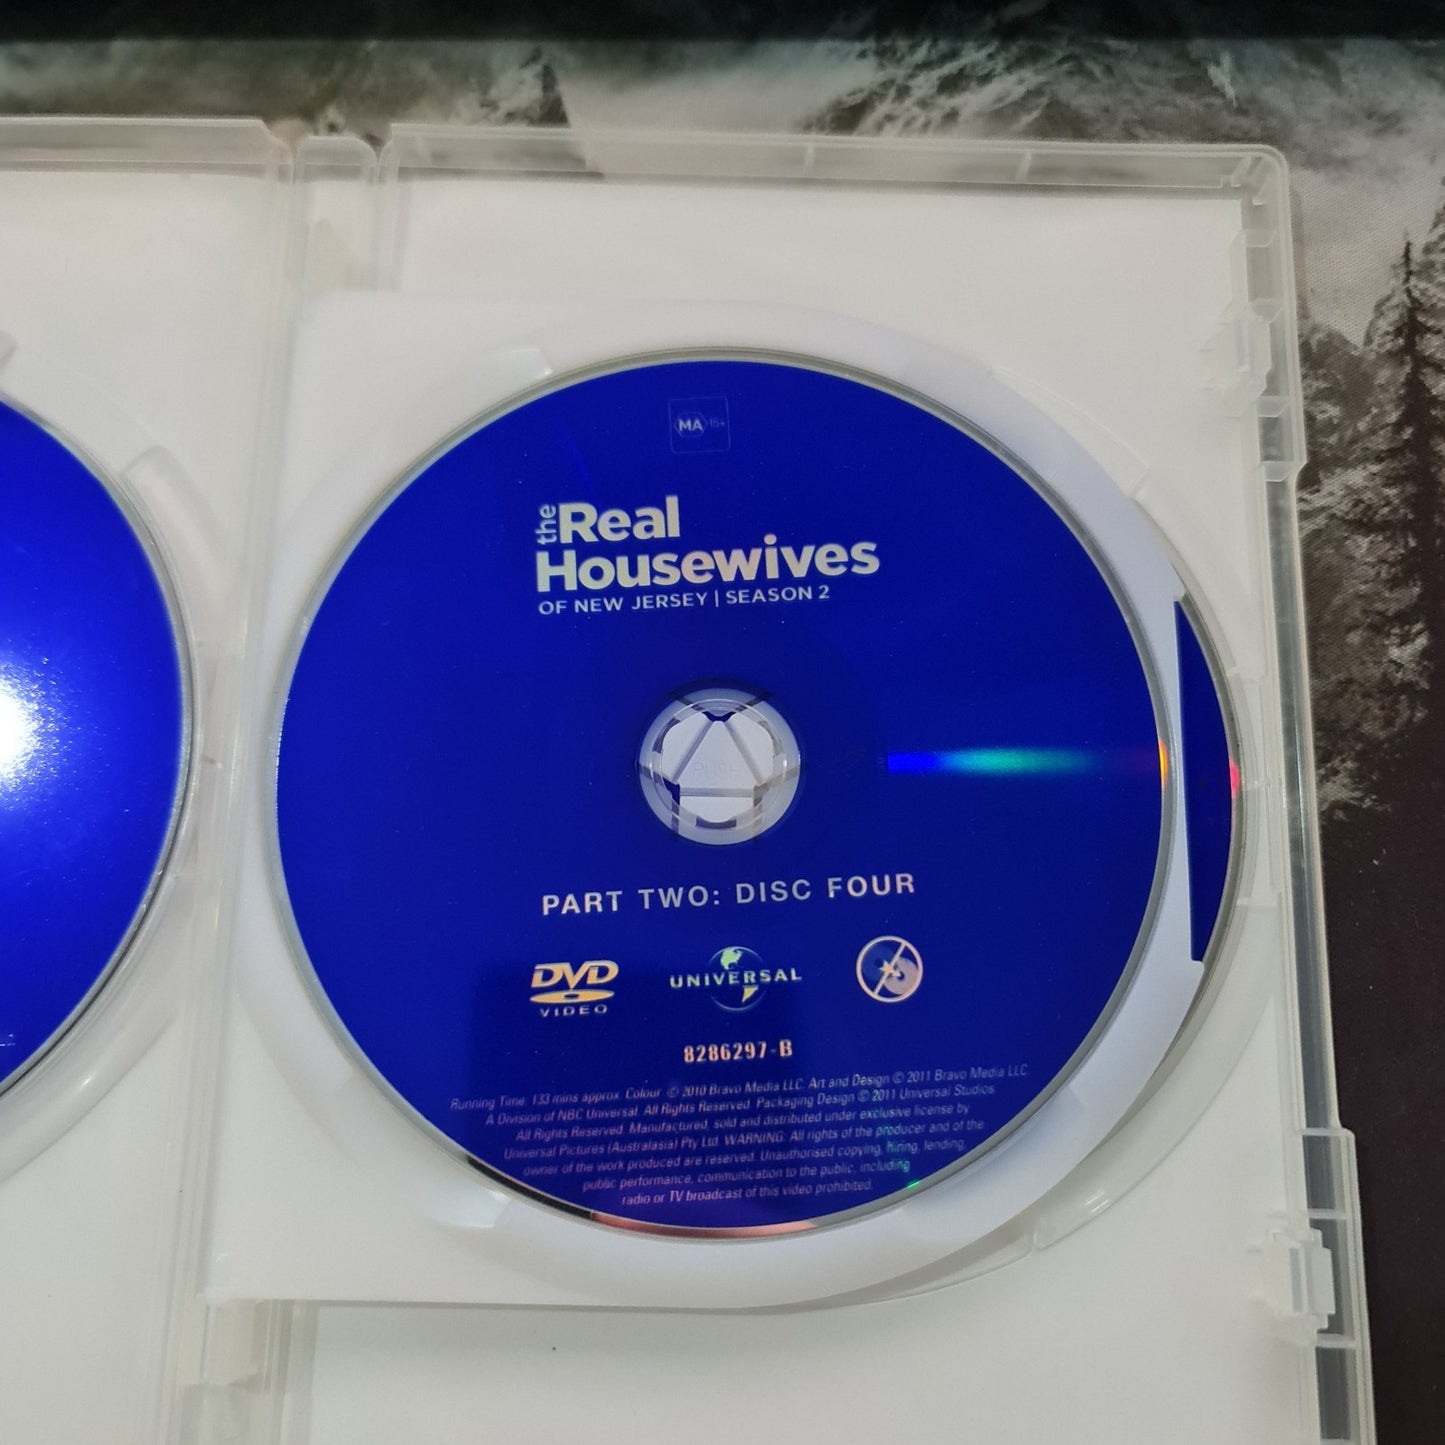 MA 15+
the Real
Housewives
OF NEW JERSEY | SEASON 2
PUSH
PART TWO: DISC FOUR
DVD
VIDEO
UNIVERSAL
8286297-B
Running Time: 133 mins approx. Colour. © 2010 Bravo Media LLC. Art and Design © 2011 Bravo Media LLC.
A Division of NBC Universal. All Rights Reserved. Packaging Design © 2011 Universal Studios.
All Rights Reserved. Manufactured, sold and distributed under exclusive license by
Universal Pictures (Australasia) Pty Ltd. WARNING: All rights of the producer and of the
owner of the work produced are reserved. Unauthorised copying, hiring, lending,
public performance, communication to the public, including
radio or TV broadcast of this video prohibited.